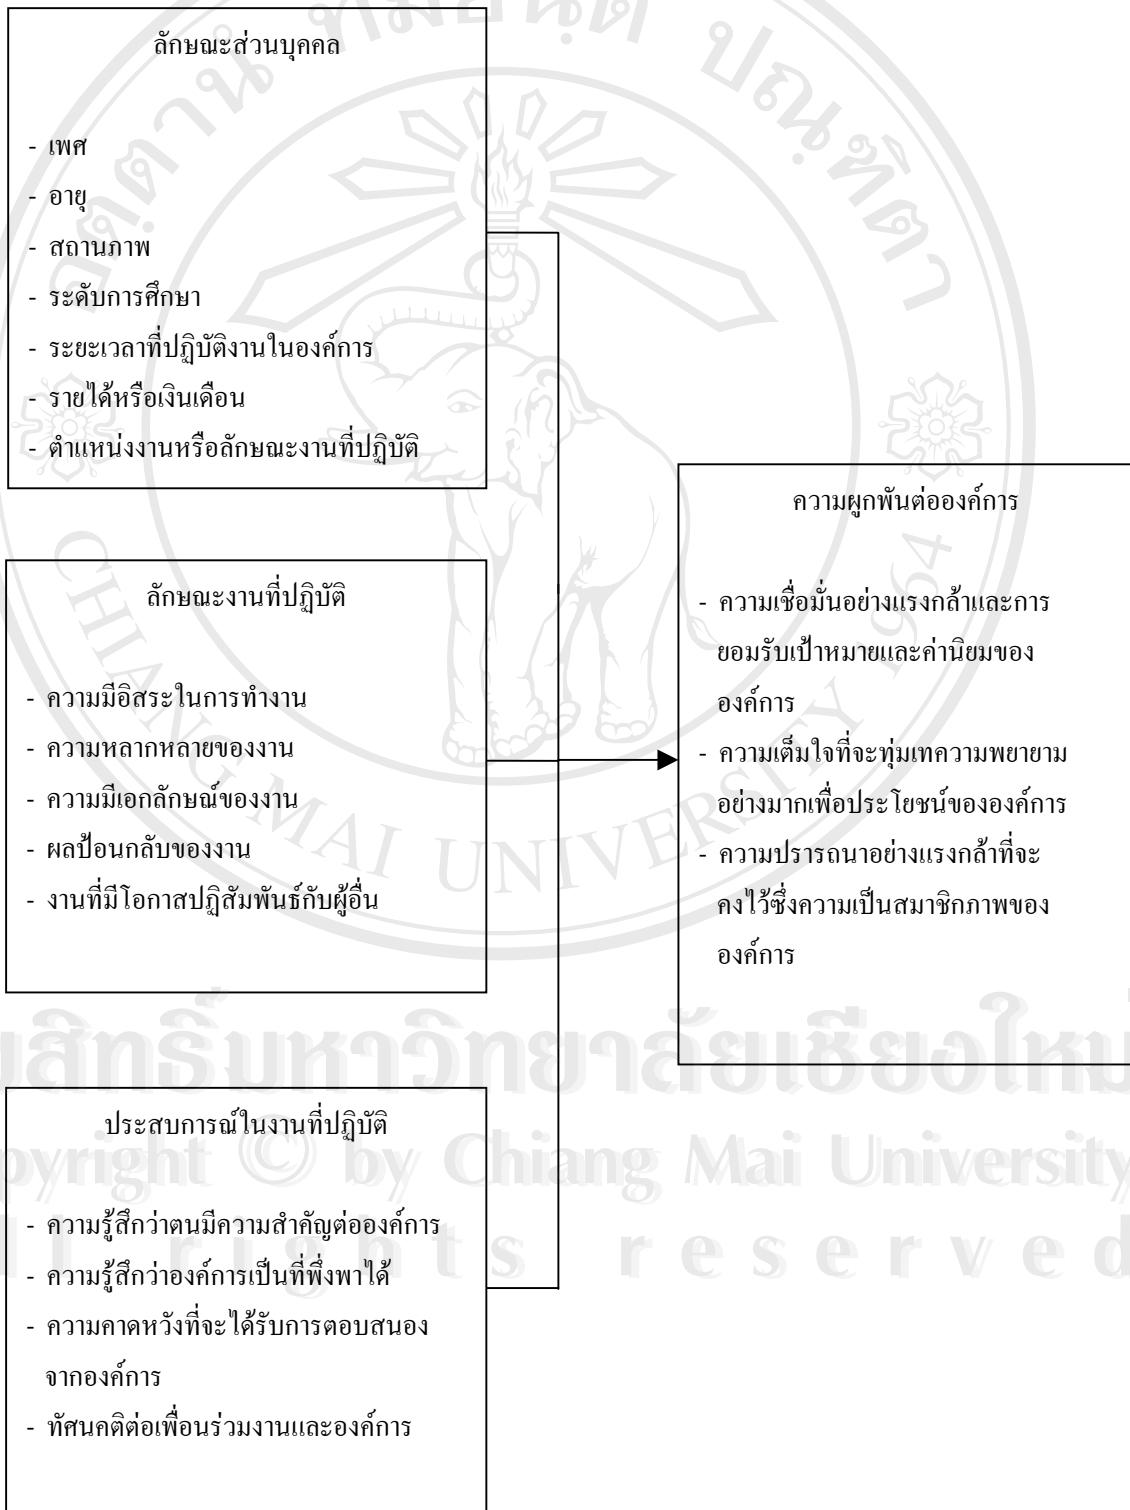 ลักษณะส่วนบุคคล
- เพศ
- อายุ
- สถานภาพ
- ระดับการศึกษา
- ระยะเวลาที่ปฏิบัติงานในองค์การ
- รายได้หรือเงินเดือน
- ตำแหน่งงานหรือลักษณะงานที่ปฏิบัติ
ลักษณะงานที่ปฏิบัติ
- ความมีอิสระในการทำงาน
- ความหลากหลายของงาน
- ความมีเอกลักษณ์ของงาน
- ผลป้อนกลับของงาน
- งานที่มีโอกาสปฏิสัมพันธ์กับผู้อื่น
ประสบการณ์ในงานที่ปฏิบัติ
- ความรู้สึกว่าตนมีความสำคัญต่อองค์การ
- ความรู้สึกว่าองค์การเป็นที่พึ่งพาได้
- ความคาดหวังที่จะได้รับการตอบสนอง
จากองค์การ
- ทัศนคติต่อเพื่อนร่วมงานและองค์การ
ความผูกพันต่อองค์การ
- ความเชื่อมั่นอย่างแรงกล้าและการ
ยอมรับเป้าหมายและค่านิยมของ
องค์การ
- ความเต็มใจที่จะทุ่มเทความพยายาม
อย่างมากเพื่อประโยชน์ขององค์การ
- ความปรารถนาอย่างแรงกล้าที่จะ
คงไว้ซึ่งความเป็นสมาชิกภาพของ
องค์การ
CHIANG MAI UNIVERSITY 1964
สิทธิ์มหาวิทยาลัยเชียงใหม่
pyright © by Chiang Mai University
l rights reserved